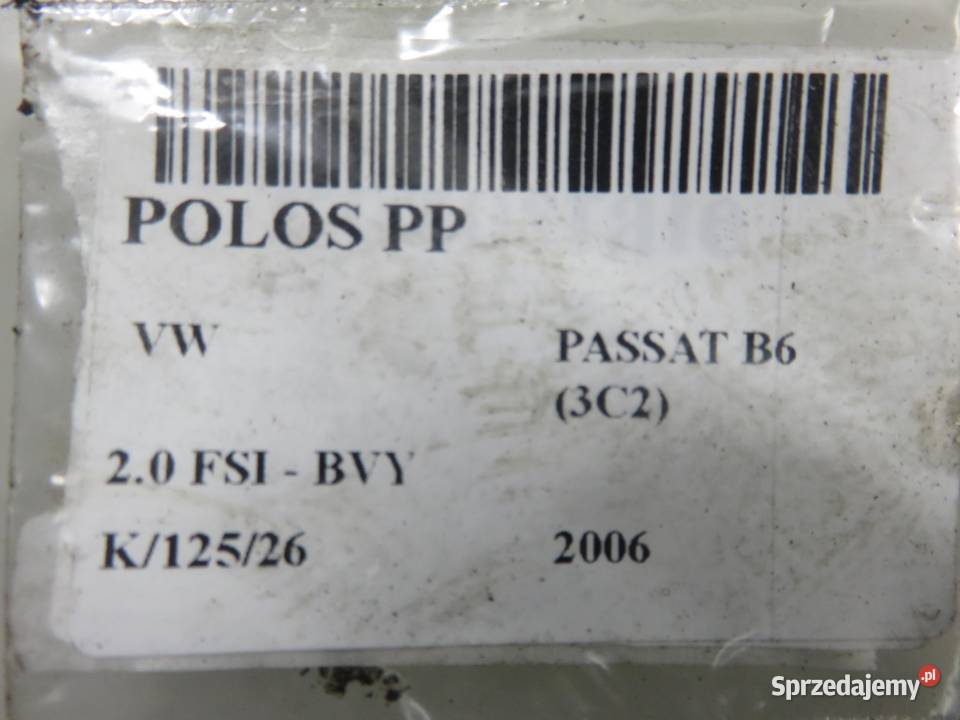 POLOS PP
VW PASSAT B6
(3C2)
2.0 FSI - BVY
K/125/26 2006
Sprzedajemy.pl